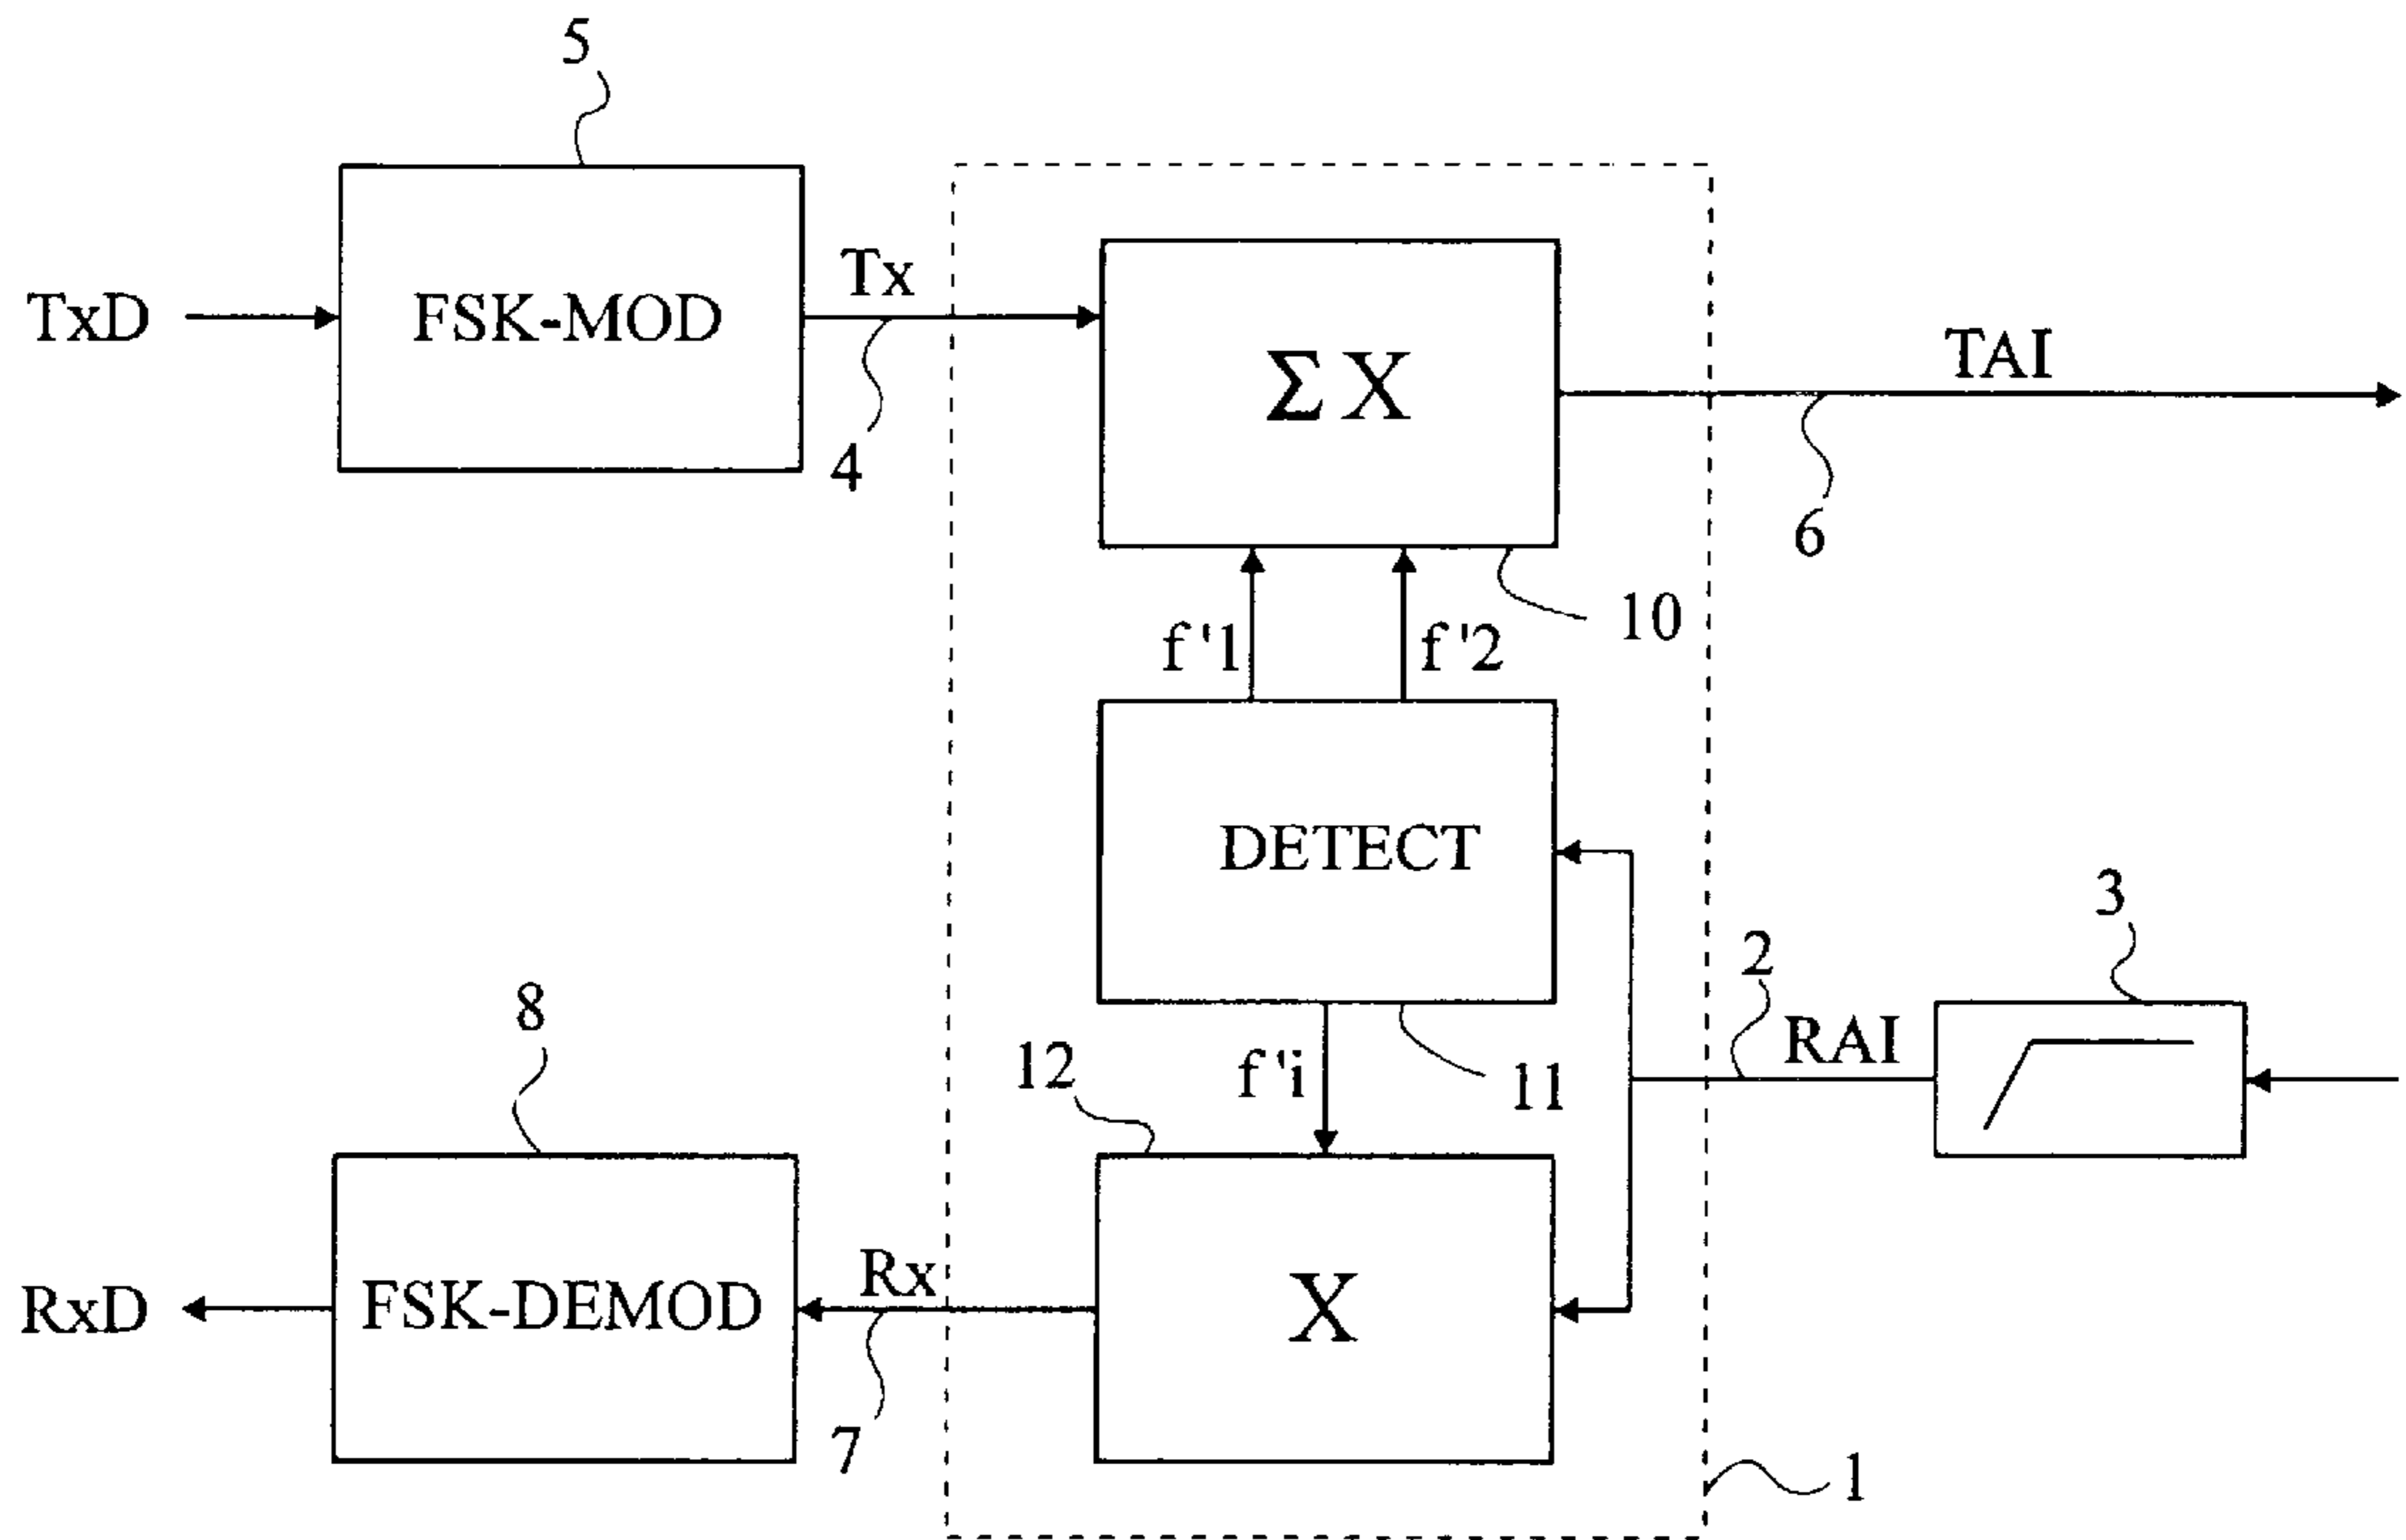 5
TxD
FSK-MOD
Tx
4
ΣX
TAI
6
10
f'1
f'2
DETECT
11
f'i
12
2
RAI
3
8
RxD
FSK-DEMOD
Rx
7
X
1